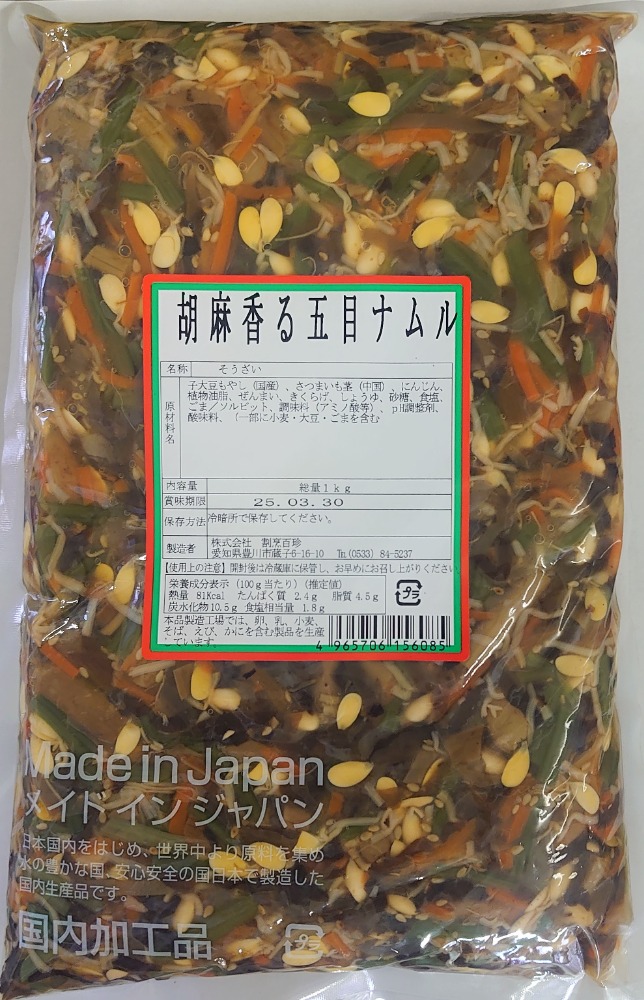 胡麻香る五目ナムル
名称 そうざい
原材料名 子大豆もやし（国産）、さつまいも茎（中国）、にんじん、
植物油脂、ぜんまい、きくらげ、しょうゆ、砂糖、食塩、
ごま／ソルビット、調味料（アミノ酸等）、pH調整剤、
酸味料、（一部に小麦・大豆・ごまを含む
内容量 総量1kg
賞味期限 25.03.30
保存方法 冷暗所で保存してください。
製造者 株式会社 割烹百珍
愛知県豊川市蔵子6-16-10 ℡(0533) 84-5237
【使用上の注意】開封後は冷蔵庫に保管し、お早めにお召し上がりください
栄養成分表示（100g当たり）（推定値）
熱量 81Kcal たんぱく質 2.4g 脂質 4.5g
炭水化物10.5g 食塩相当量 1.8g
プラ
本品製造工場では、卵、乳、小麦、
そば、えび、かにを含む製品を生産
しています。
4 965706 156085
Made in Japan
メイド イン ジャパン
日本国内をはじめ、世界中より原料を集め
水の豊かな国、安心安全の国日本で製造した
国内生産品です。
国内加工品
プラ